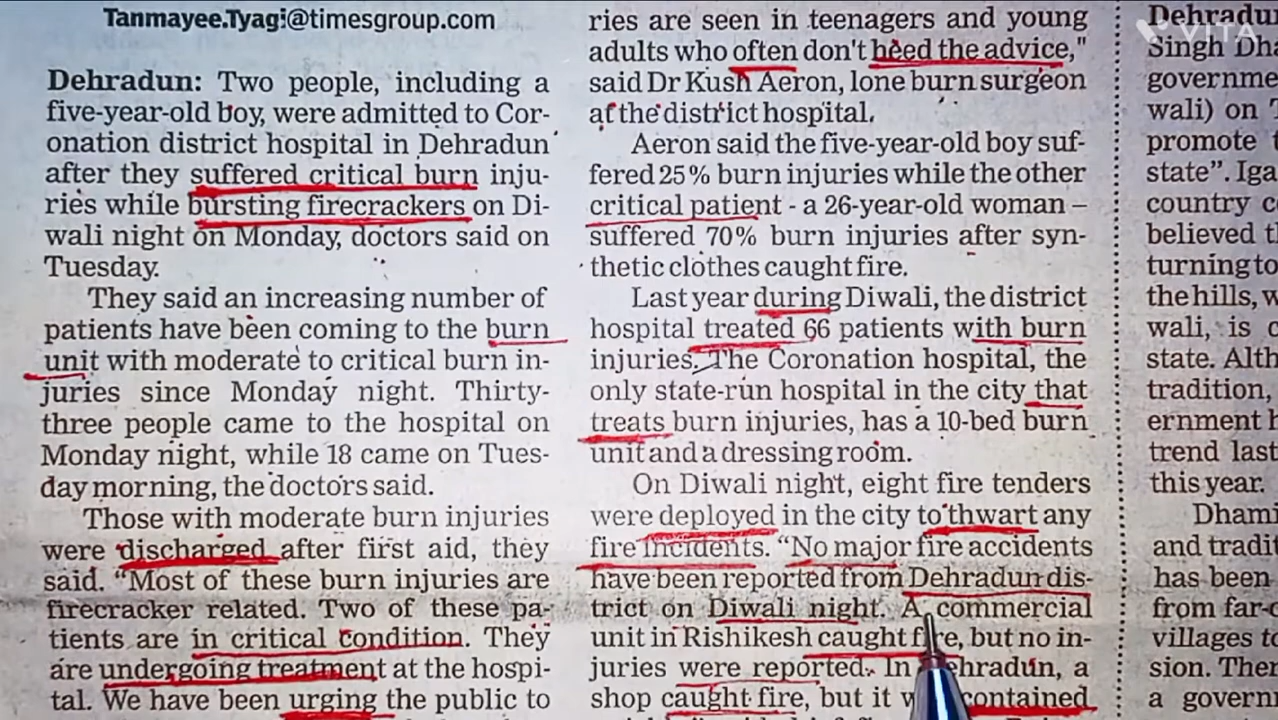 Tanmayee.Tyagi@timesgroup.com
Dehradun: Two people, including a
five-year-old boy, were admitted to Cor-
onation district hospital in Dehradun
after they suffered critical burn inju-
ries while bursting firecrackers on Di-
wali night on Monday, doctors said on
Tuesday.
They said an increasing number of
patients have been coming to the burn
unit with moderate to critical burn in-
juries since Monday night. Thirty-
three people came to the hospital on
Monday night, while 18 came on Tues-
day morning, the doctors said.
Those with moderate burn injuries
were discharged after first aid, they
said. “Most of these burn injuries are
firecracker related. Two of these pa-
tients are in critical condition. They
are undergoing treatment at the hospi-
tal. We have been urging the public to
ries are seen in teenagers and young
adults who often don't heed the advice,"
said Dr Kush Aeron, lone burn surgeon
at the district hospital.
Aeron said the five-year-old boy suf-
fered 25% burn injuries while the other
critical patient - a 26-year-old woman –
suffered 70% burn injuries after syn-
thetic clothes caught fire.
Last year during Diwali, the district
hospital treated 66 patients with burn
injuries. The Coronation hospital, the
only state-run hospital in the city that
treats burn injuries, has a 10-bed burn
unit and a dressing room.
On Diwali night, eight fire tenders
were deployed in the city to thwart any
fire incidents. “No major fire accidents
have been reported from Dehradun dis-
trict on Diwali night. A commercial
unit in Rishikesh caught fire, but no in-
juries were reported. In Dehradun, a
shop caught fire, but it contained
Singh
governme
wali) on
promote
state”. Iga
country c
believed
turning to
the hills, w
wali, is
state. Alth
tradition,
ernment
trend last
this year.
Dhami
and tradit
has been
from far-
villages to
sion. Ther
a govern
VITA